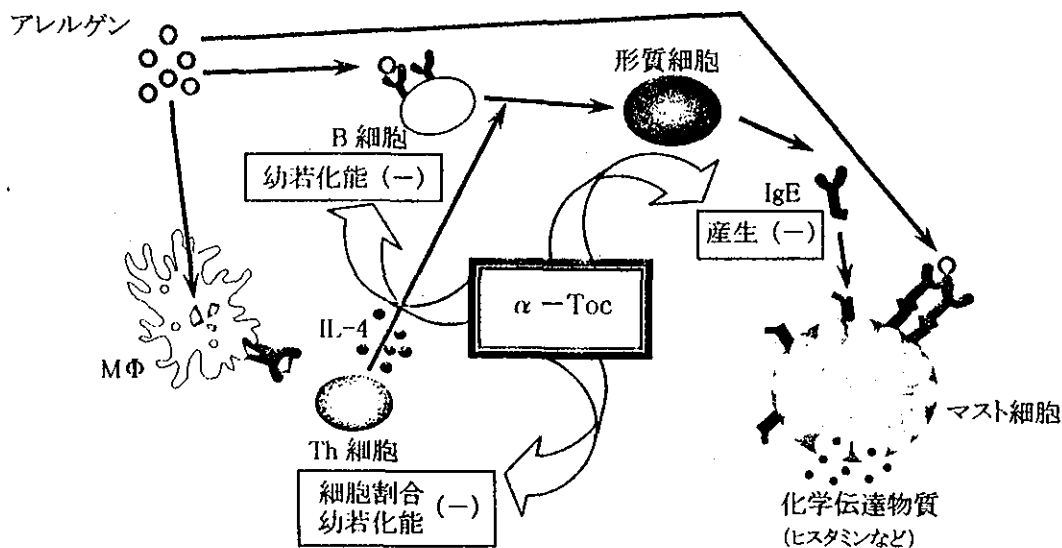 アレルゲン
形質細胞
B 細胞
幼若化能 (−)
IgE
産生 (−)
α −Toc
IL−4
MΦ
Th 細胞
細胞割合
幼若化能 (−)
マスト細胞
化学伝達物質
(ヒスタミンなど)